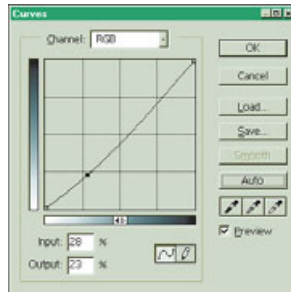 Curves
Channel: RGB
OK
Cancel
Load...
Save...
Smooth
Auto
Preview
Input: 28 %
Output: 23 %